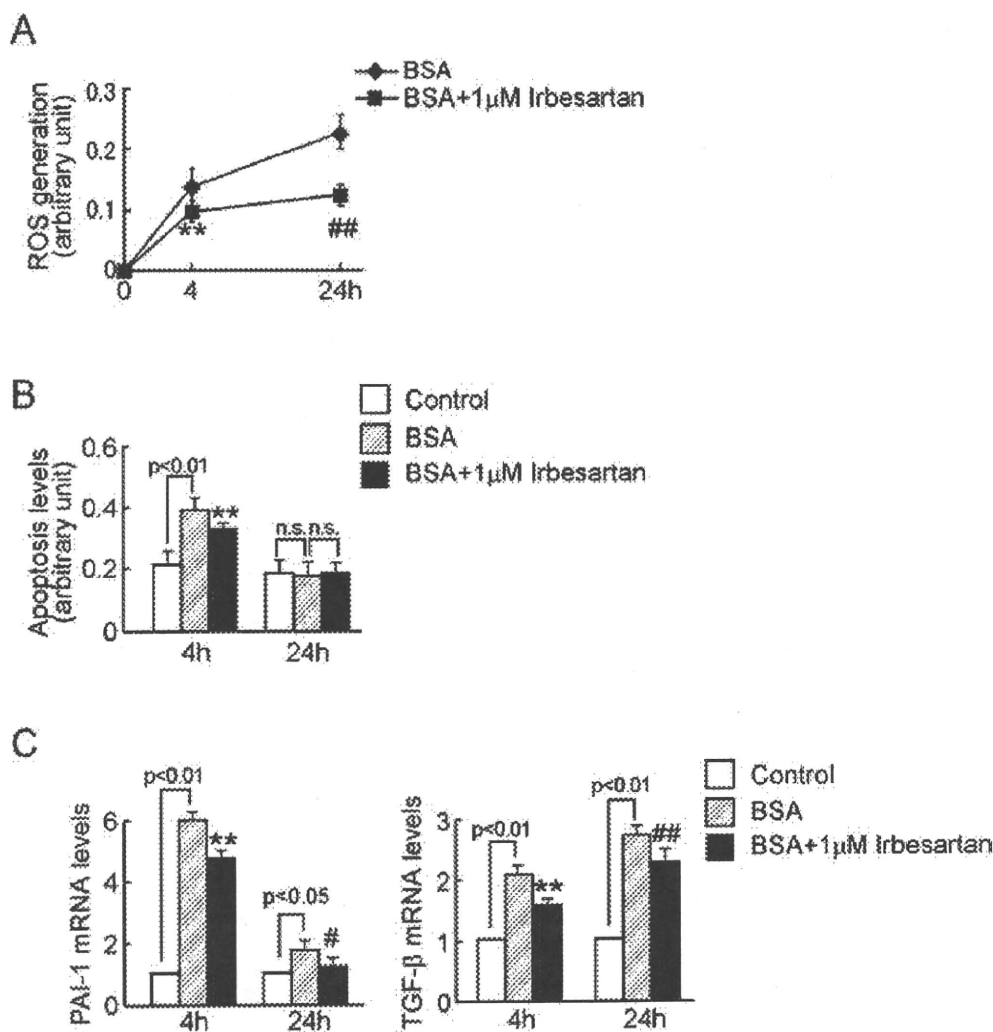 A
BSA
BSA+1μM Irbesartan
ROS generation
(arbitrary unit)
0.3
0.2
0.1
0
**
##
0 4 24h
B
Control
BSA
BSA+1μM Irbesartan
Apoptosis levels
(arbitrary unit)
0.6
0.4
0.2
0
p<0.01
**
n.s. n.s.
4h 24h
C
Control
BSA
BSA+1μM Irbesartan
PAI-1 mRNA levels
6
4
2
0
p<0.01
**
p<0.05
#
4h 24h
TGF-β mRNA levels
3
2
1
0
p<0.01
**
p<0.01
##
4h 24h